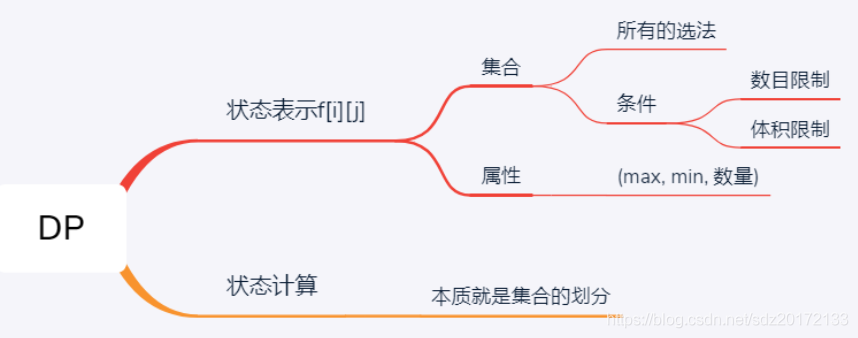 所有的选法
集合
数目限制
状态表示f[i][j]
条件
体积限制
属性
(max, min, 数量)
DP
状态计算
本质就是集合的划分
https://blog.csdn.net/sdz20172133